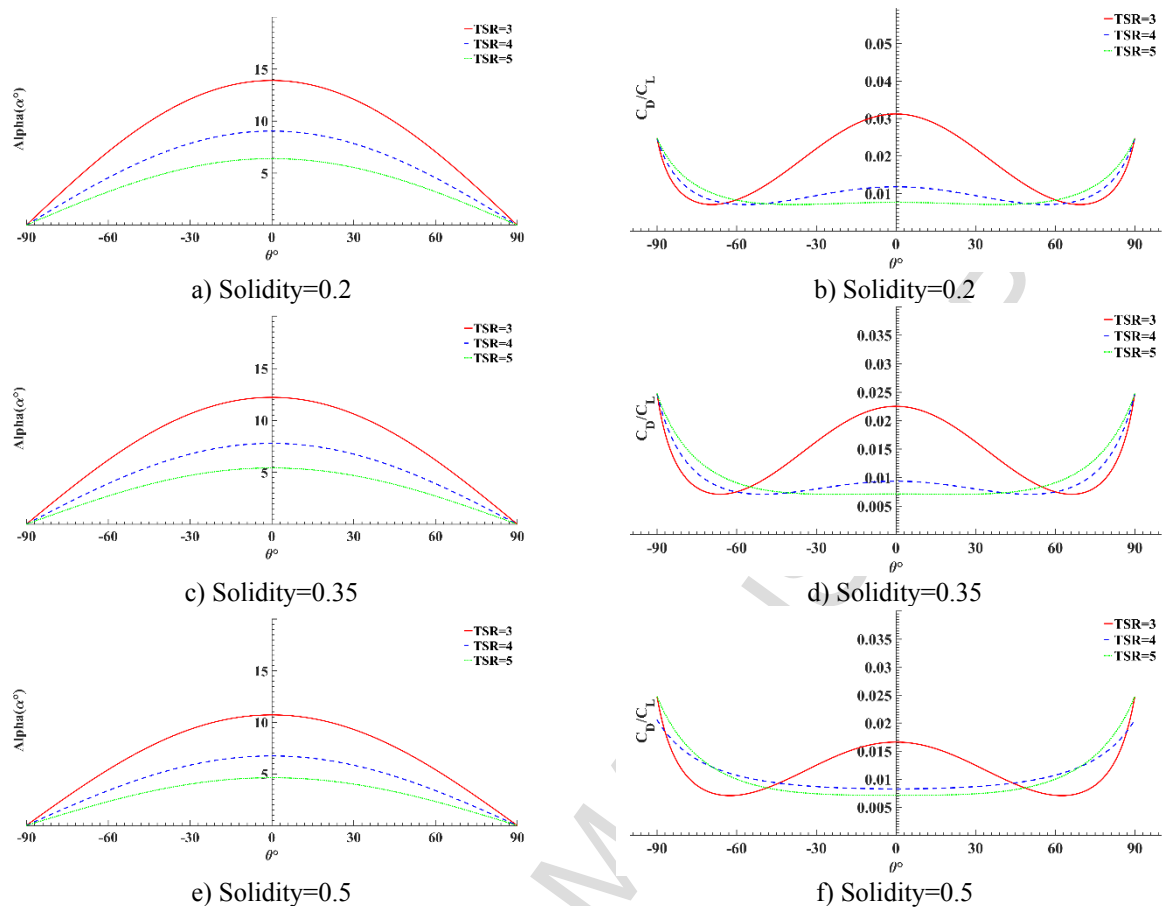 TSR=3
TSR=4
TSR=5
Alpha(α°)
15
10
5
-90 -60 -30 0 30 60 90
θ°
a) Solidity=0.2
TSR=3
TSR=4
TSR=5
C_D/C_L
0.05
0.04
0.03
0.02
0.01
-90 -60 -30 0 30 60 90
θ°
b) Solidity=0.2
TSR=3
TSR=4
TSR=5
Alpha(α°)
15
10
5
-90 -60 -30 0 30 60 90
θ°
c) Solidity=0.35
TSR=3
TSR=4
TSR=5
C_D/C_L
0.035
0.03
0.025
0.02
0.015
0.01
0.005
-90 -60 -30 0 30 60 90
θ°
d) Solidity=0.35
TSR=3
TSR=4
TSR=5
Alpha(α°)
15
10
5
-90 -60 -30 0 30 60 90
θ°
e) Solidity=0.5
TSR=3
TSR=4
TSR=5
C_D/C_L
0.035
0.03
0.025
0.02
0.015
0.01
0.005
-90 -60 -30 0 30 60 90
θ°
f) Solidity=0.5